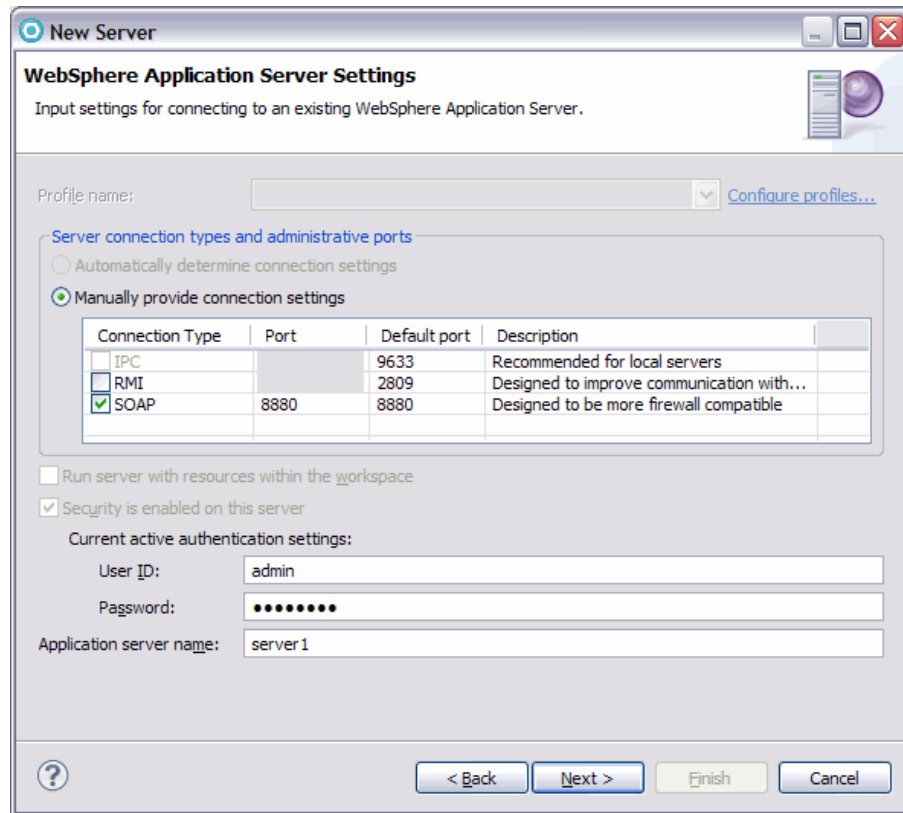 New Server
WebSphere Application Server Settings
Input settings for connecting to an existing WebSphere Application Server.
Profile name: Configure profiles...
Server connection types and administrative ports
Automatically determine connection settings
Manually provide connection settings
Connection Type Port Default port Description
IPC 9633 Recommended for local servers
RMI 2809 Designed to improve communication with...
SOAP 8880 8880 Designed to be more firewall compatible
Run server with resources within the workspace
Security is enabled on this server
Current active authentication settings:
User ID: admin
Password: ●●●●●●●●
Application server name: server1
? < Back Next > Finish Cancel